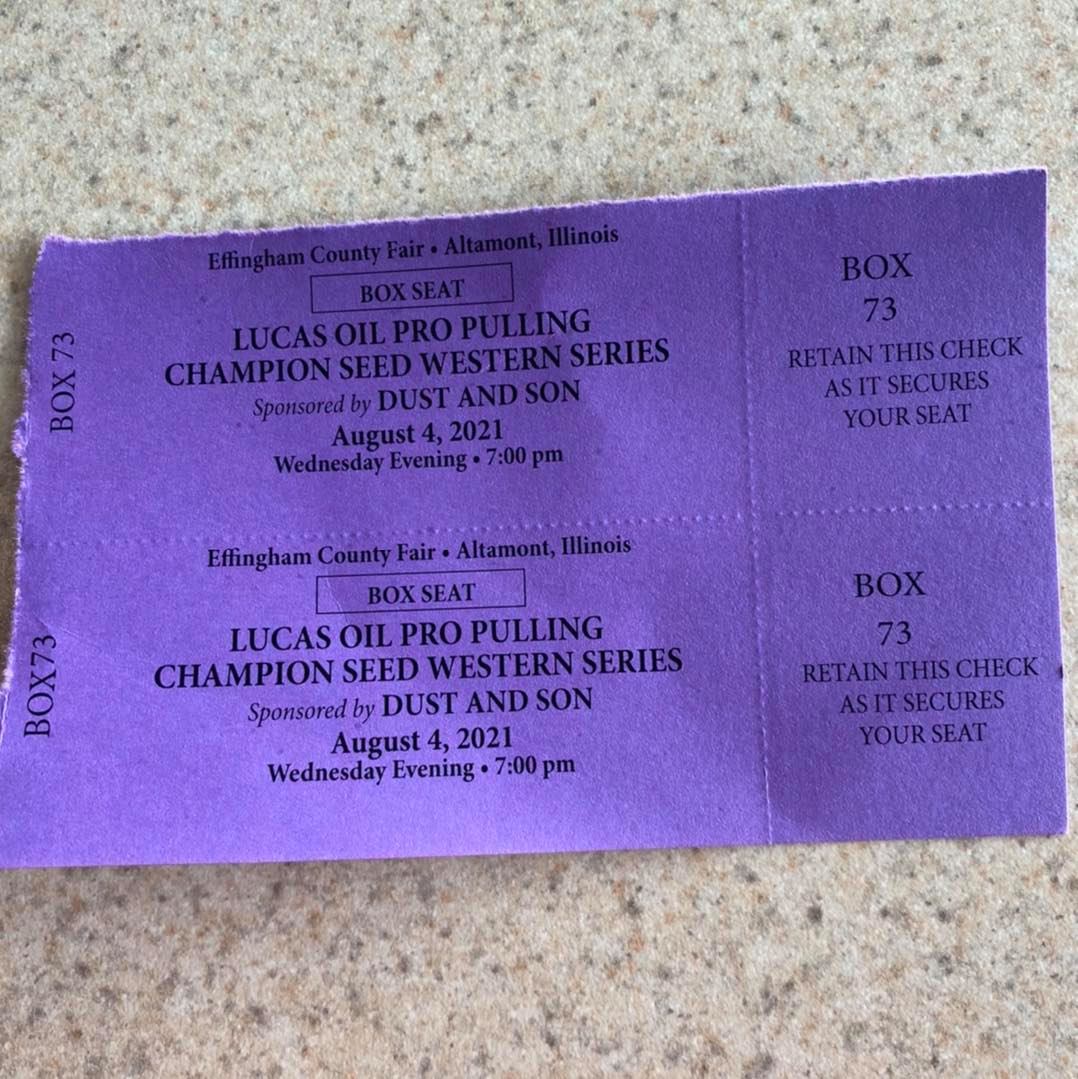 Effingham County Fair • Altamont, Illinois
BOX SEAT
LUCAS OIL PRO PULLING
CHAMPION SEED WESTERN SERIES
Sponsored by DUST AND SON
August 4, 2021
Wednesday Evening • 7:00 pm
BOX 73
BOX
73
RETAIN THIS CHECK
AS IT SECURES
YOUR SEAT
Effingham County Fair • Altamont, Illinois
BOX SEAT
LUCAS OIL PRO PULLING
CHAMPION SEED WESTERN SERIES
Sponsored by DUST AND SON
August 4, 2021
Wednesday Evening • 7:00 pm
BOX73
BOX
73
RETAIN THIS CHECK
AS IT SECURES
YOUR SEAT